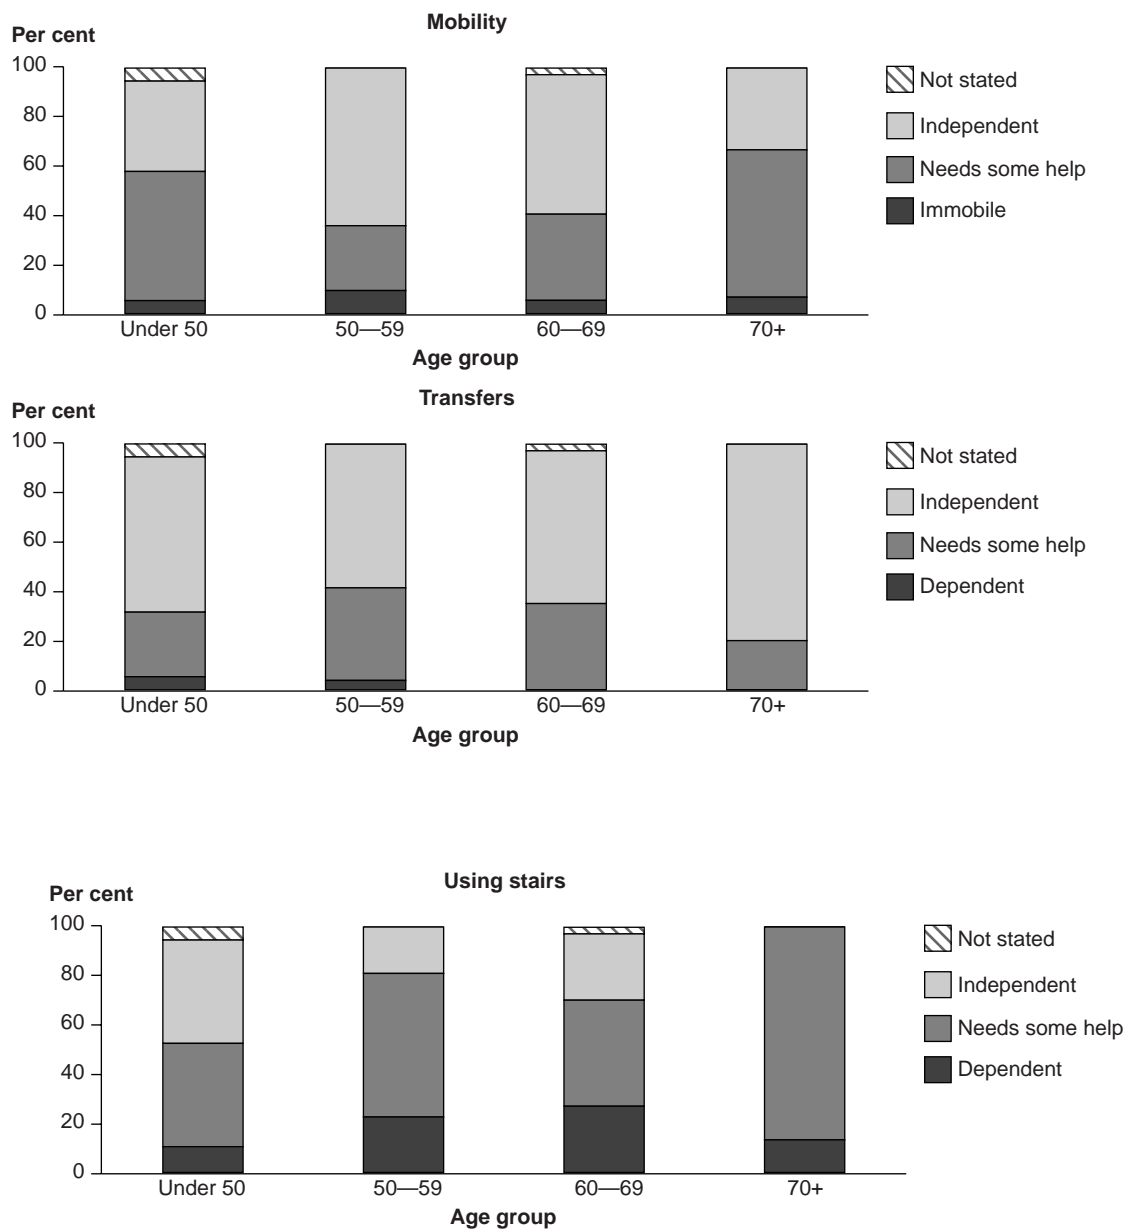 Mobility
Per cent
100
80
60
40
20
0
Under 50
50—59
60—69
70+
Age group
Not stated
Independent
Needs some help
Immobile
Transfers
Per cent
100
80
60
40
20
0
Under 50
50—59
60—69
70+
Age group
Not stated
Independent
Needs some help
Dependent
Using stairs
Per cent
100
80
60
40
20
0
Under 50
50—59
60—69
70+
Age group
Not stated
Independent
Needs some help
Dependent